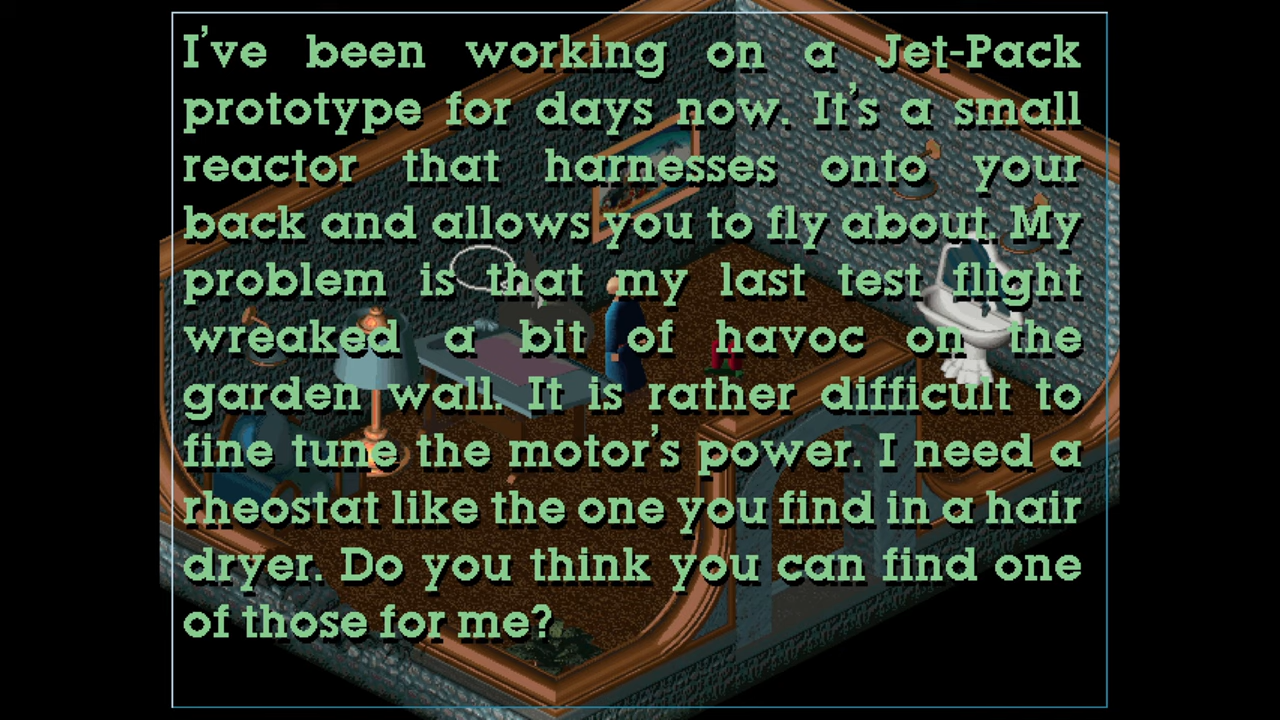 I've been working on a Jet-Pack
prototype for days now. It's a small
reactor that harnesses onto your
back and allows you to fly about. My
problem is that my last test flight
wreaked a bit of havoc on the
garden wall. It is rather difficult to
fine tune the motor's power. I need a
rheostat like the one you find in a hair
dryer. Do you think you can find one
of those for me?